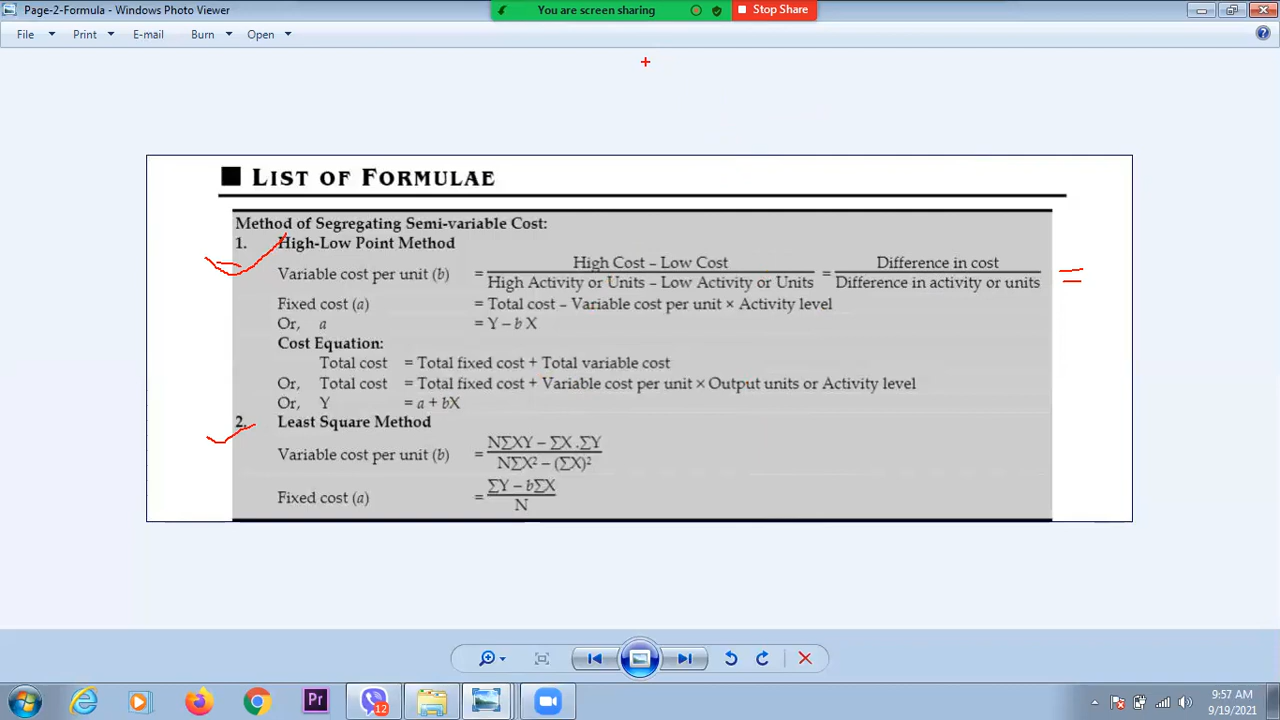 Page-2-Formula - Windows Photo Viewer
You are screen sharing
Stop Share
File Print E-mail Burn Open
LIST OF FORMULAE
Method of Segregating Semi-variable Cost:
1. High-Low Point Method
Variable cost per unit (b) = High Cost – Low Cost / High Activity or Units – Low Activity or Units = Difference in cost / Difference in activity or units
Fixed cost (a) = Total cost – Variable cost per unit × Activity level
Or, a = Y – b X
Cost Equation:
Total cost = Total fixed cost + Total variable cost
Or, Total cost = Total fixed cost + Variable cost per unit × Output units or Activity level
Or, Y = a + bX
2. Least Square Method
Variable cost per unit (b) = NΣXY – ΣX .ΣY / NΣX² – (ΣX)²
Fixed cost (a) = ΣY – bΣX / N
Pr
12
9:57 AM
9/19/2021